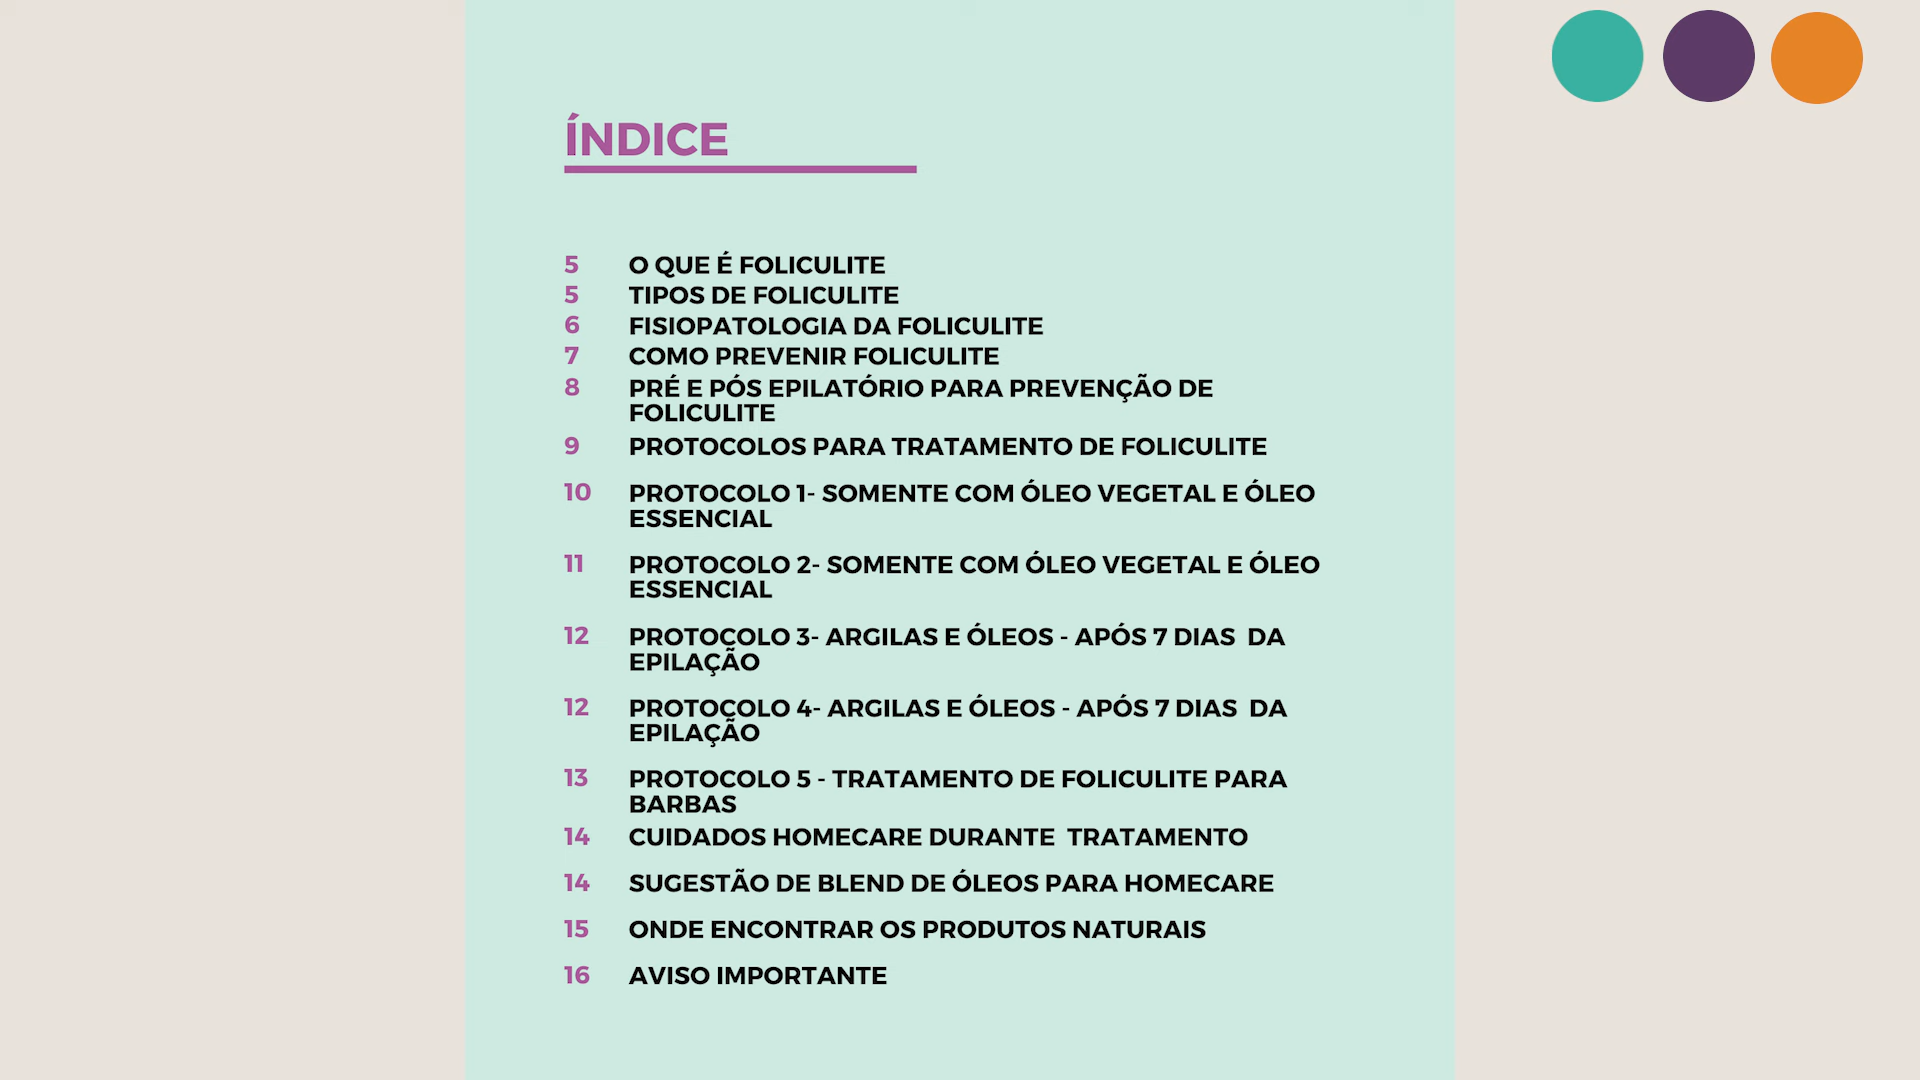 ÍNDICE
5 O QUE É FOLICULITE
5 TIPOS DE FOLICULITE
6 FISIOPATOLOGIA DA FOLICULITE
7 COMO PREVENIR FOLICULITE
8 PRÉ E PÓS EPILATÓRIO PARA PREVENÇÃO DE
FOLICULITE
9 PROTOCOLOS PARA TRATAMENTO DE FOLICULITE
10 PROTOCOLO 1- SOMENTE COM ÓLEO VEGETAL E ÓLEO
ESSENCIAL
11 PROTOCOLO 2- SOMENTE COM ÓLEO VEGETAL E ÓLEO
ESSENCIAL
12 PROTOCOLO 3- ARGILAS E ÓLEOS - APÓS 7 DIAS  DA
EPILAÇÃO
12 PROTOCOLO 4- ARGILAS E ÓLEOS - APÓS 7 DIAS  DA
EPILAÇÃO
13 PROTOCOLO 5 - TRATAMENTO DE FOLICULITE PARA
BARBAS
14 CUIDADOS HOMECARE DURANTE  TRATAMENTO
14 SUGESTÃO DE BLEND DE ÓLEOS PARA HOMECARE
15 ONDE ENCONTRAR OS PRODUTOS NATURAIS
16 AVISO IMPORTANTE